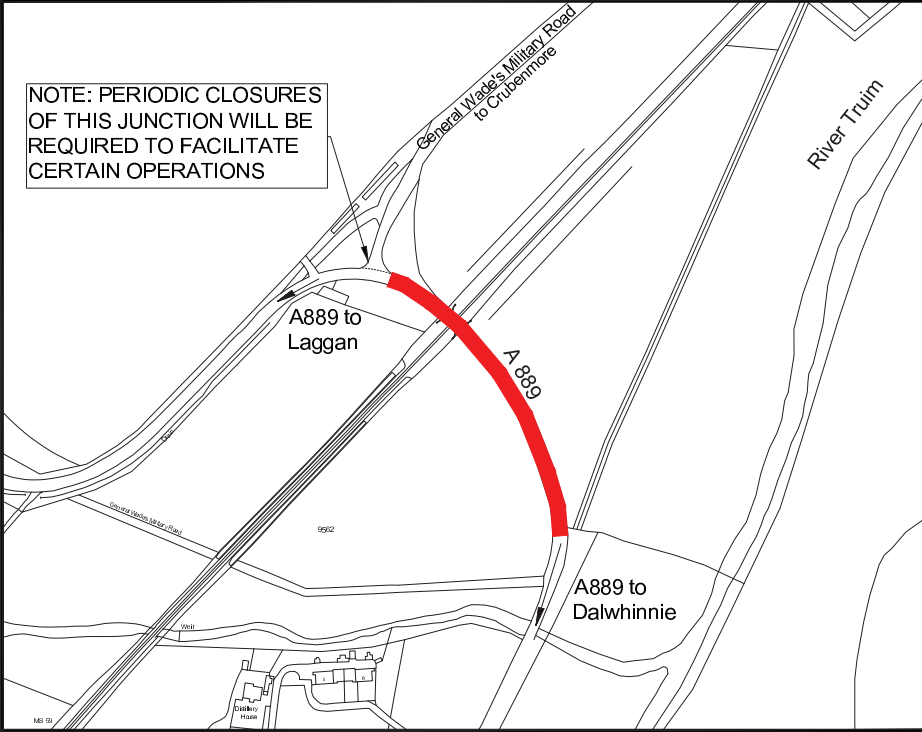 General Wade's Military Road
to Crubenmore
River Truim
NOTE: PERIODIC CLOSURES
OF THIS JUNCTION WILL BE
REQUIRED TO FACILITATE
CERTAIN OPERATIONS
A889 to
Laggan
A 889
General Wades Military Road
9562
A889 to
Dalwhinnie
Weir
Distillery
House
MB 59